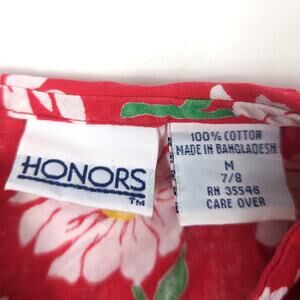 HONORS
TM
100% COTTON
MADE IN BANGLADESH
M
7/8
RN 35546
CARE OVER